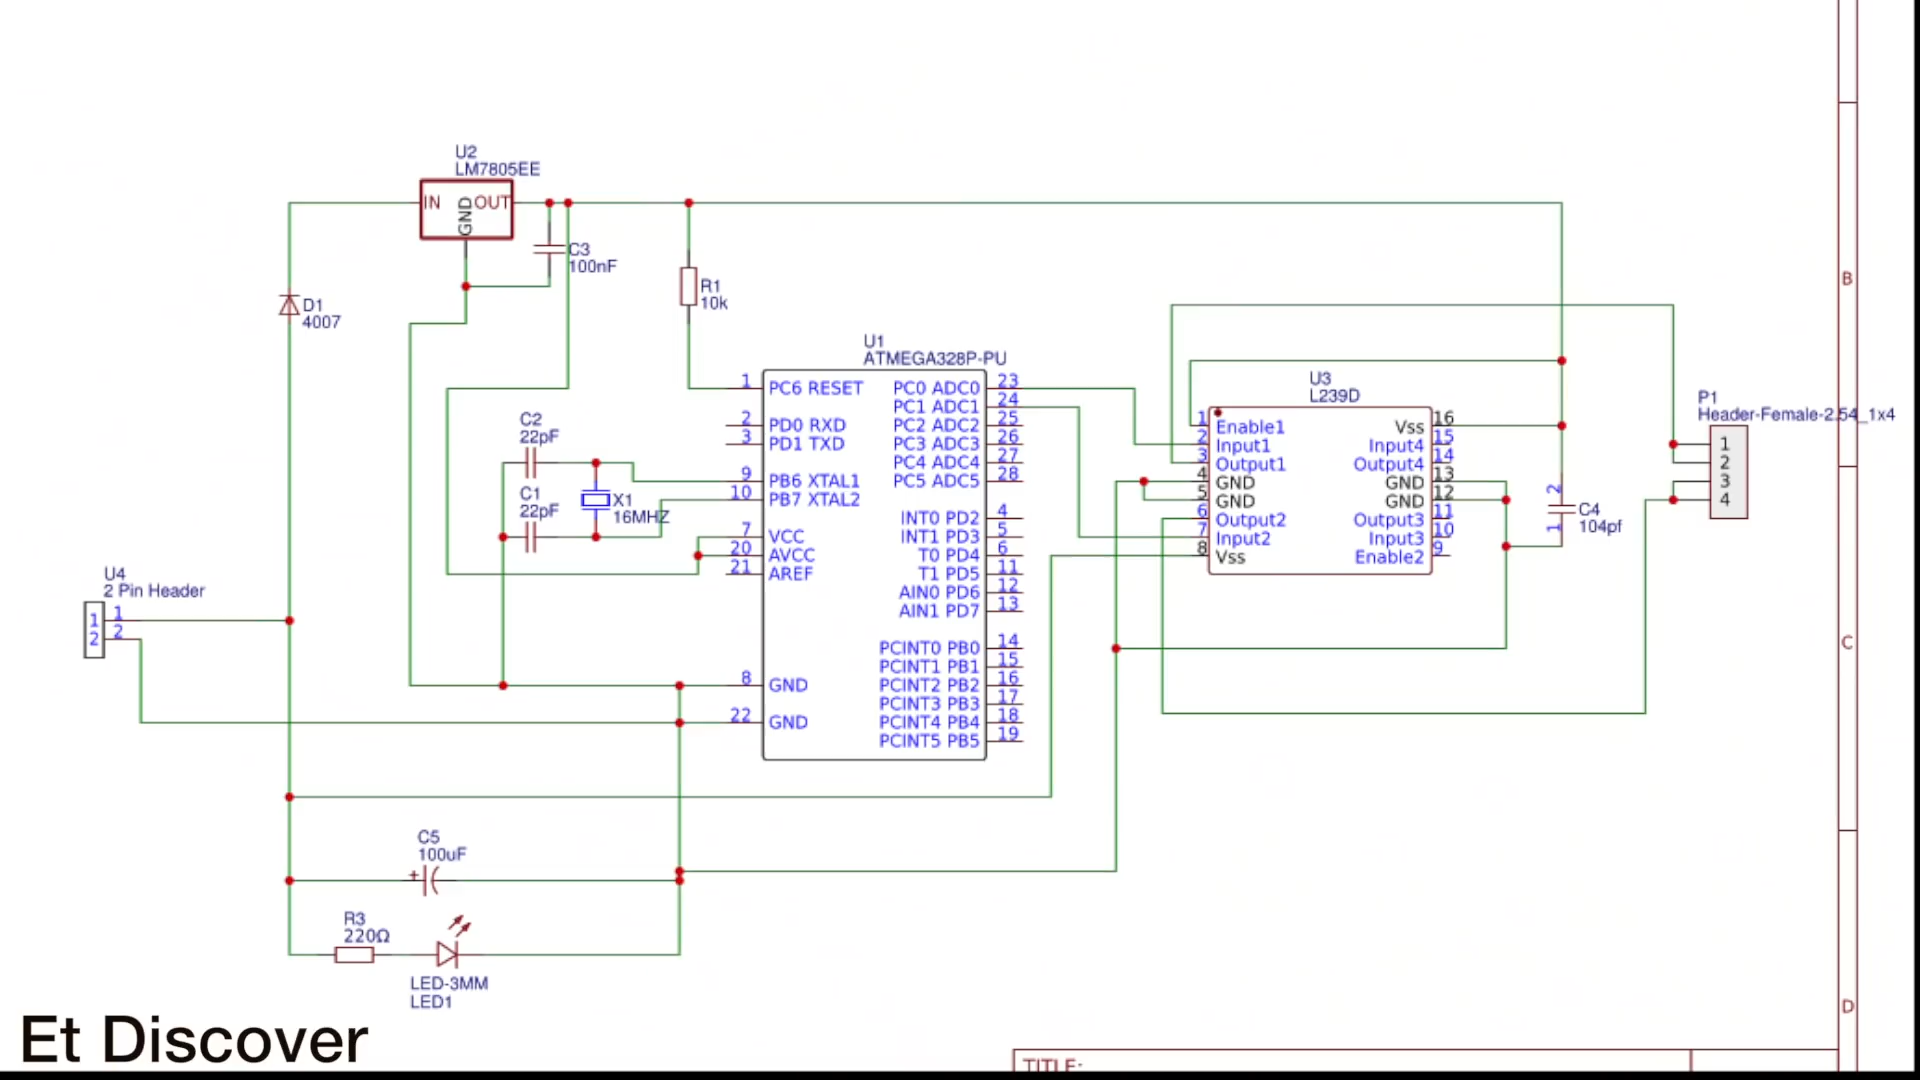 U2
LM7805EE
IN
OUT
GND
C3
100nF
D1
4007
R1
10k
U1
ATMEGA328P-PU
1 PC6 RESET
2 PD0 RXD
3 PD1 TXD
9 PB6 XTAL1
10 PB7 XTAL2
7 VCC
20 AVCC
21 AREF
8 GND
22 GND
PC0 ADC0 23
PC1 ADC1 24
PC2 ADC2 25
PC3 ADC3 26
PC4 ADC4 27
PC5 ADC5 28
INT0 PD2 4
INT1 PD3 5
T0 PD4 6
T1 PD5 11
AIN0 PD6 12
AIN1 PD7 13
PCINT0 PB0 14
PCINT1 PB1 15
PCINT2 PB2 16
PCINT3 PB3 17
PCINT4 PB4 18
PCINT5 PB5 19
C2
22pF
C1
22pF
X1
16MHZ
U4
2 Pin Header
1 1
2 2
U3
L239D
1 Enable1
2 Input1
3 Output1
4 GND
5 GND
6 Output2
7 Input2
8 Vss
Vss 16
Input4 15
Output4 14
GND 13
GND 12
Output3 11
Input3 10
Enable2 9
2
1
C4
104pf
P1
Header-Female-2.54_1x4
1
2
3
4
C5
100uF
+
R3
220Ω
LED-3MM
LED1
B
C
D
TITLE:
Et Discover